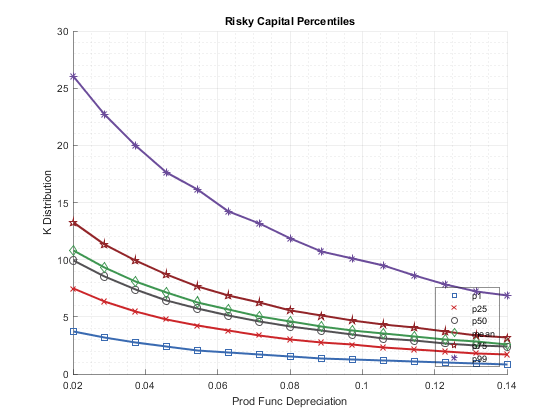 Risky Capital Percentiles
30
25
20
15
10
5
0
K Distribution
p1
p25
p50
mean
p75
p99
0.02
0.04
0.06
0.08
0.1
0.12
0.14
Prod Func Depreciation